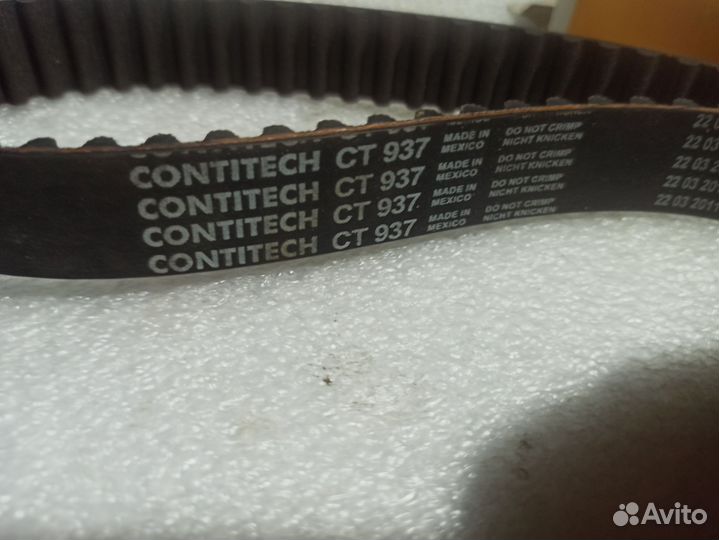 CONTITECH CT 937 MADE IN MEXICO DO NOT CRIMP NICHT KNICKEN 22 03
CONTITECH CT 937 MADE IN MEXICO DO NOT CRIMP NICHT KNICKEN 22 03 2
CONTITECH CT 937 MADE IN MEXICO DO NOT CRIMP NICHT KNICKEN 22 03 201
CONTITECH CT 937 MADE IN MEXICO DO NOT CRIMP NICHT KNICKEN 22 03 2011
Avito